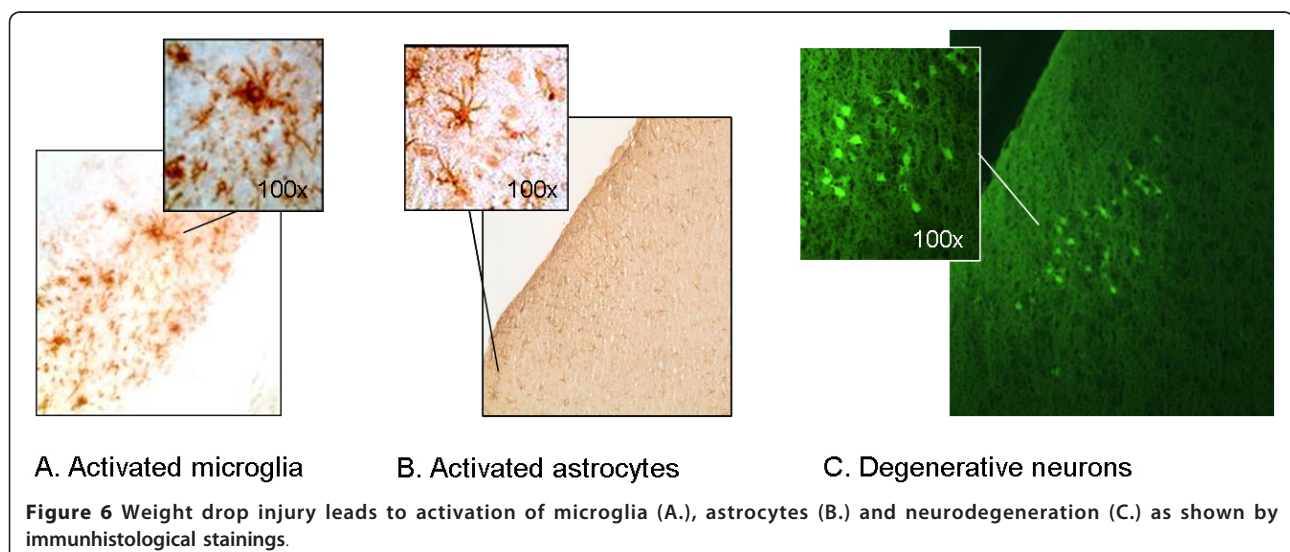 100x
100x
100x
A. Activated microglia
B. Activated astrocytes
C. Degenerative neurons
Figure 6 Weight drop injury leads to activation of microglia (A.), astrocytes (B.) and neurodegeneration (C.) as shown by
immunhistological stainings.